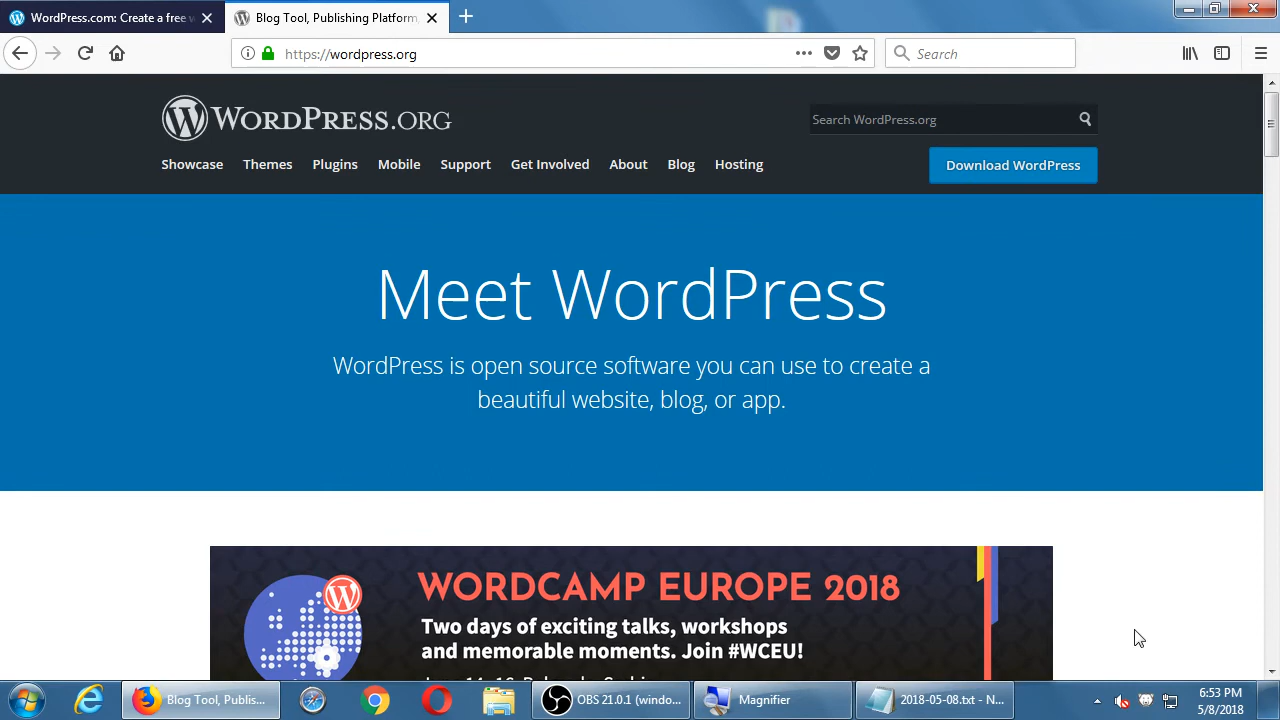 WordPress.com: Create a free w
Blog Tool, Publishing Platform,
https://wordpress.org
Search
WORDPRESS.ORG
Search WordPress.org
Showcase Themes Plugins Mobile Support Get Involved About Blog Hosting
Download WordPress
Meet WordPress
WordPress is open source software you can use to create a
beautiful website, blog, or app.
WORDCAMP EUROPE 2018
Two days of exciting talks, workshops
and memorable moments. Join #WCEU!
Blog Tool, Publis...
OBS 21.0.1 (windo...
Magnifier
2018-05-08.txt - N...
6:53 PM
5/8/2018